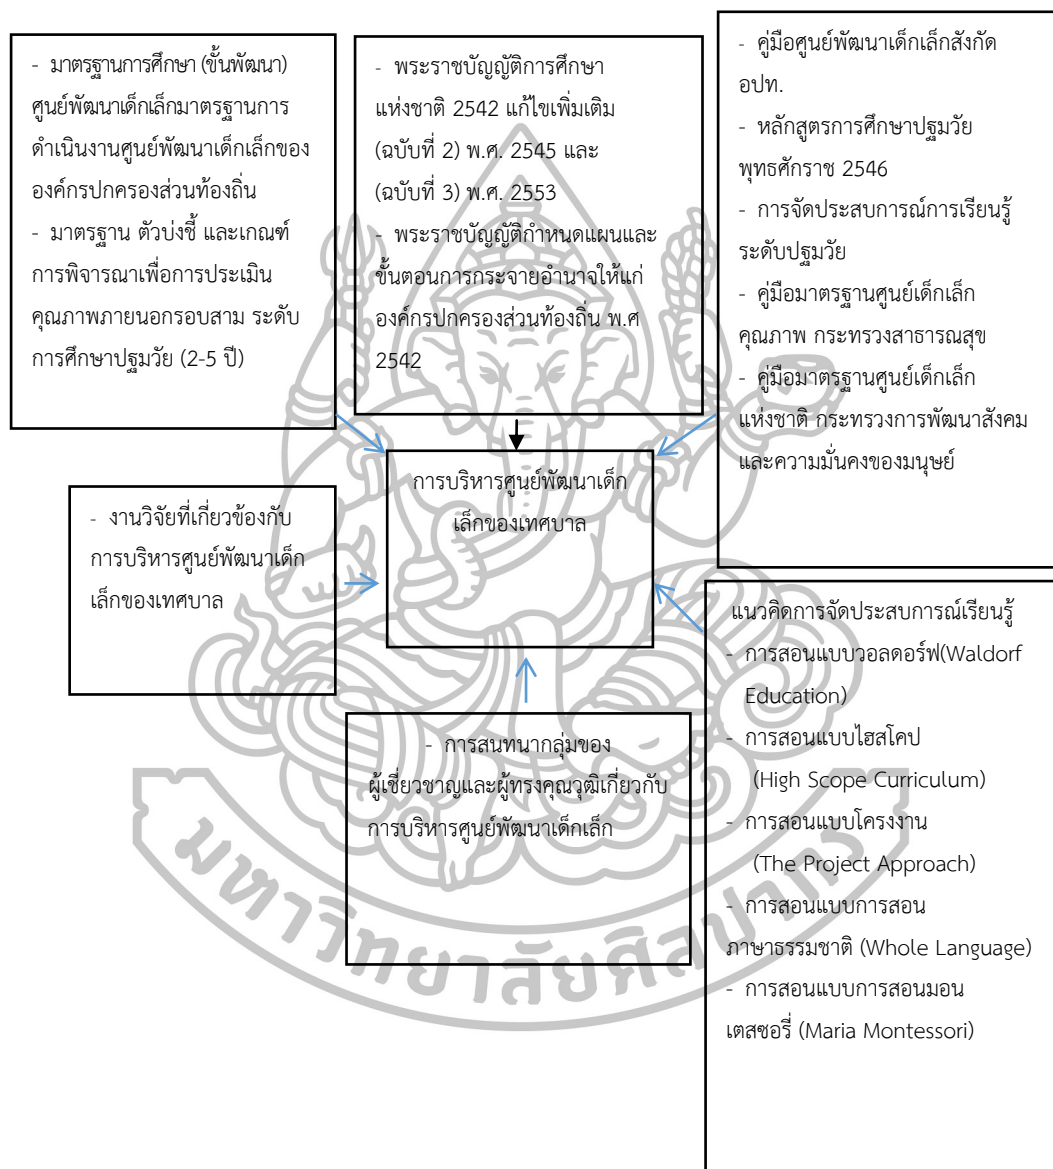 - มาตรฐานการศึกษา (ขั้นพัฒนา)
ศูนย์พัฒนาเด็กเล็กมาตรฐานการ
ดำเนินงานศูนย์พัฒนาเด็กเล็กของ
องค์กรปกครองส่วนท้องถิ่น
- มาตรฐาน ตัวบ่งชี้ และเกณฑ์
การพิจารณาเพื่อการประเมิน
คุณภาพภายนอกรอบสาม ระดับ
การศึกษาปฐมวัย (2-5 ปี)
- พระราชบัญญัติการศึกษา
แห่งชาติ 2542 แก้ไขเพิ่มเติม
(ฉบับที่ 2) พ.ศ. 2545 และ
(ฉบับที่ 3) พ.ศ. 2553
- พระราชบัญญัติกำหนดแผนและ
ขั้นตอนการกระจายอำนาจให้แก่
องค์กรปกครองส่วนท้องถิ่น พ.ศ
2542
- คู่มือศูนย์พัฒนาเด็กเล็กสังกัด
อปท.
- หลักสูตรการศึกษาปฐมวัย
พุทธศักราช 2546
- การจัดประสบการณ์การเรียนรู้
ระดับปฐมวัย
- คู่มือมาตรฐานศูนย์เด็กเล็ก
คุณภาพ กระทรวงสาธารณสุข
- คู่มือมาตรฐานศูนย์เด็กเล็ก
แห่งชาติ กระทรวงการพัฒนาสังคม
และความมั่นคงของมนุษย์
การบริหารศูนย์พัฒนาเด็ก
เล็กของเทศบาล
- งานวิจัยที่เกี่ยวข้องกับ
การบริหารศูนย์พัฒนาเด็ก
เล็กของเทศบาล
- การสนทนากลุ่มของ
ผู้เชี่ยวชาญและผู้ทรงคุณวุฒิเกี่ยวกับ
การบริหารศูนย์พัฒนาเด็กเล็ก
แนวคิดการจัดประสบการณ์เรียนรู้
- การสอนแบบวอลดอร์ฟ(Waldorf
Education)
- การสอนแบบไฮสโคป
(High Scope Curriculum)
- การสอนแบบโครงงาน
(The Project Approach)
- การสอนแบบการสอน
ภาษาธรรมชาติ (Whole Language)
- การสอนแบบการสอนมอน
เตสซอรี่ (Maria Montessori)
มหาวิทยาลัยศิลปากร